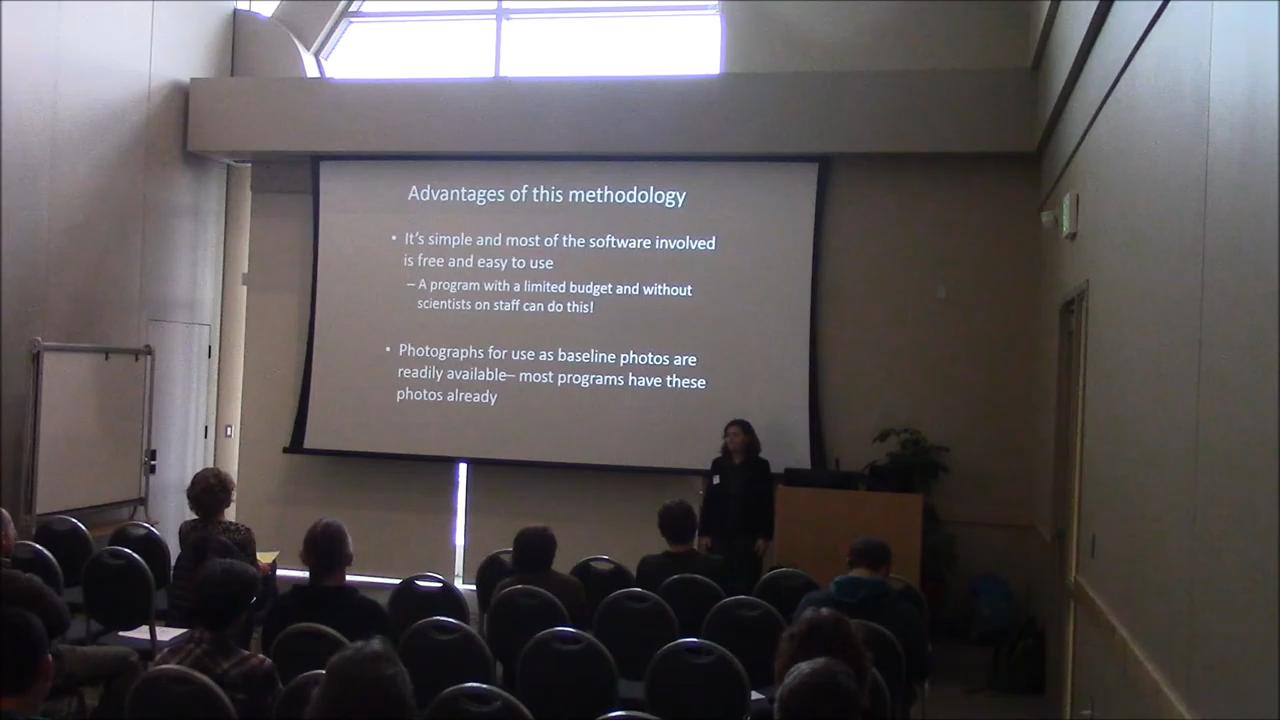 Advantages of this methodology
• It's simple and most of the software involved
is free and easy to use
– A program with a limited budget and without
scientists on staff can do this!
• Photographs for use as baseline photos are
readily available– most programs have these
photos already